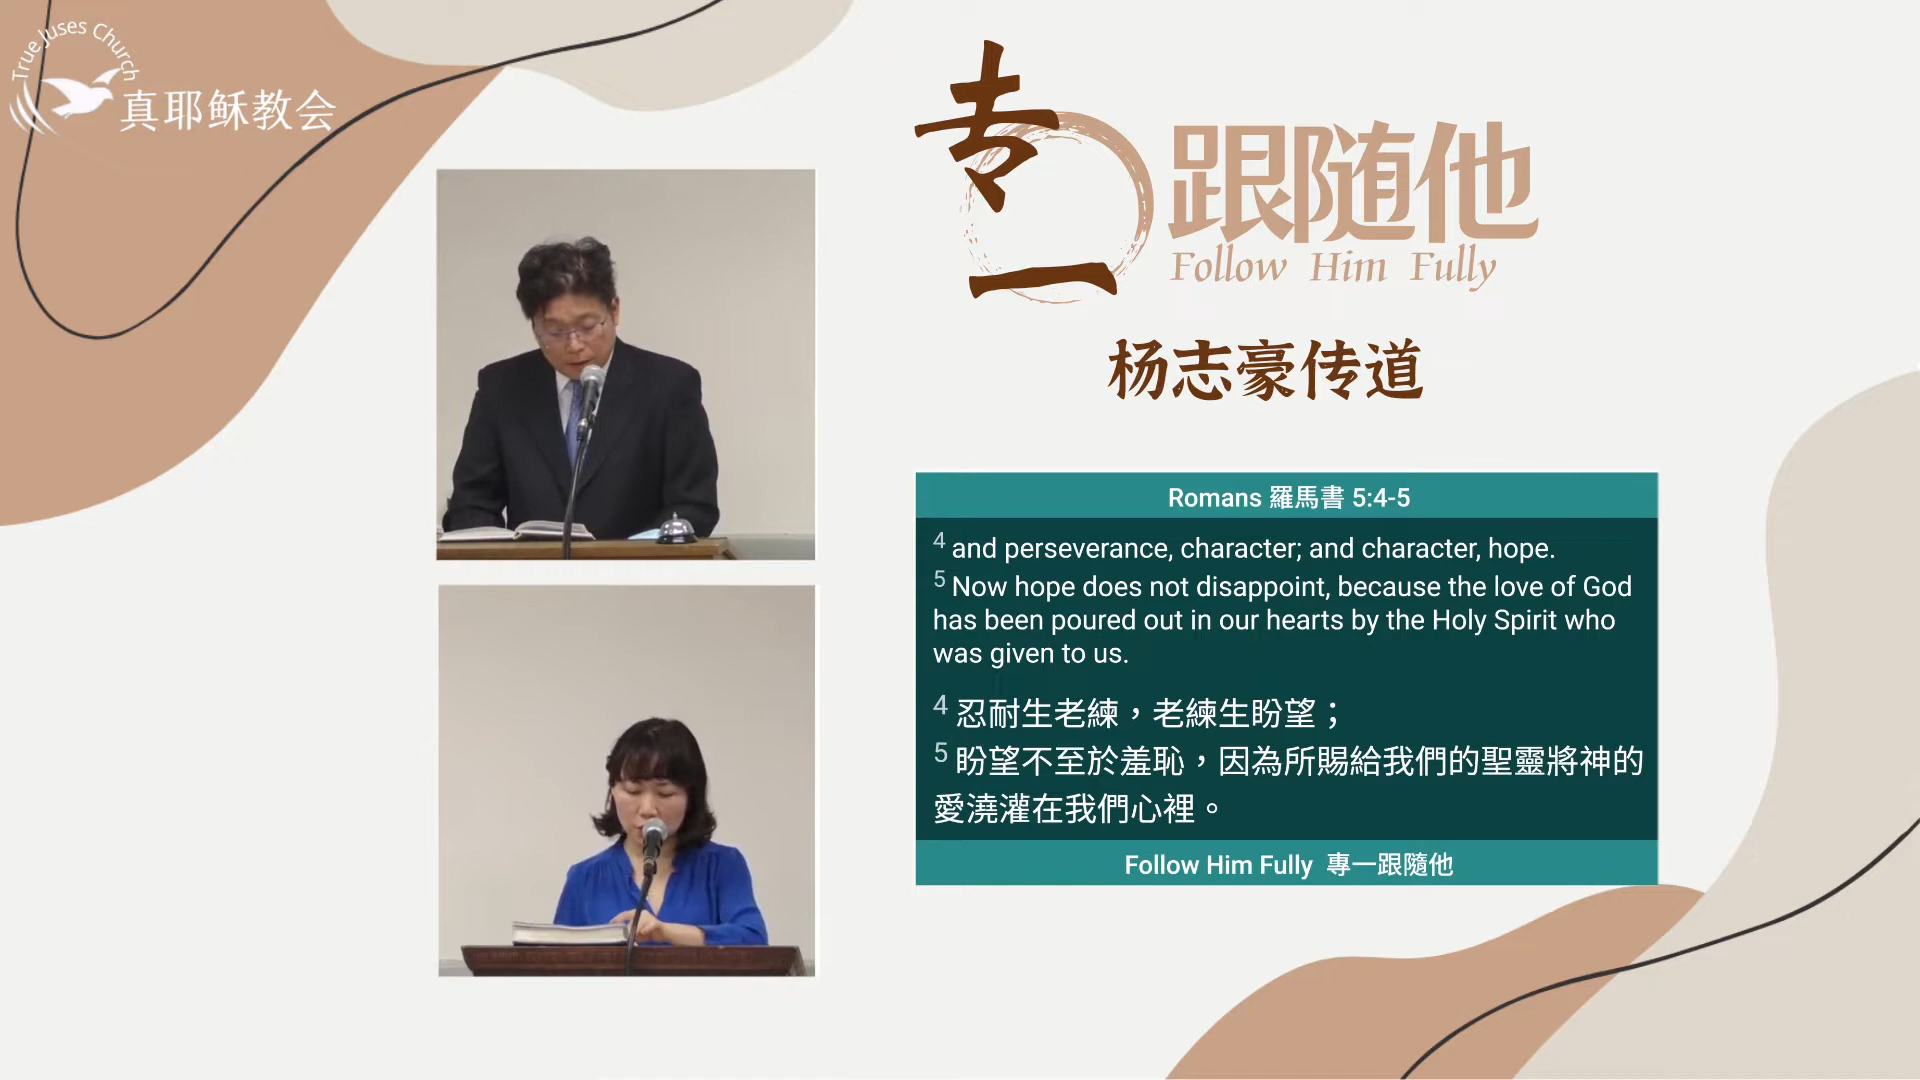 True Juses Church
真耶稣教会
专一
跟随他
Follow Him Fully
杨志豪传道
Romans 羅馬書 5:4-5
4 and perseverance, character; and character, hope.
5 Now hope does not disappoint, because the love of God
has been poured out in our hearts by the Holy Spirit who
was given to us.
4 忍耐生老練，老練生盼望；
5 盼望不至於羞恥，因為所賜給我們的聖靈將神的
愛澆灌在我們心裡。
Follow Him Fully 專一跟隨他